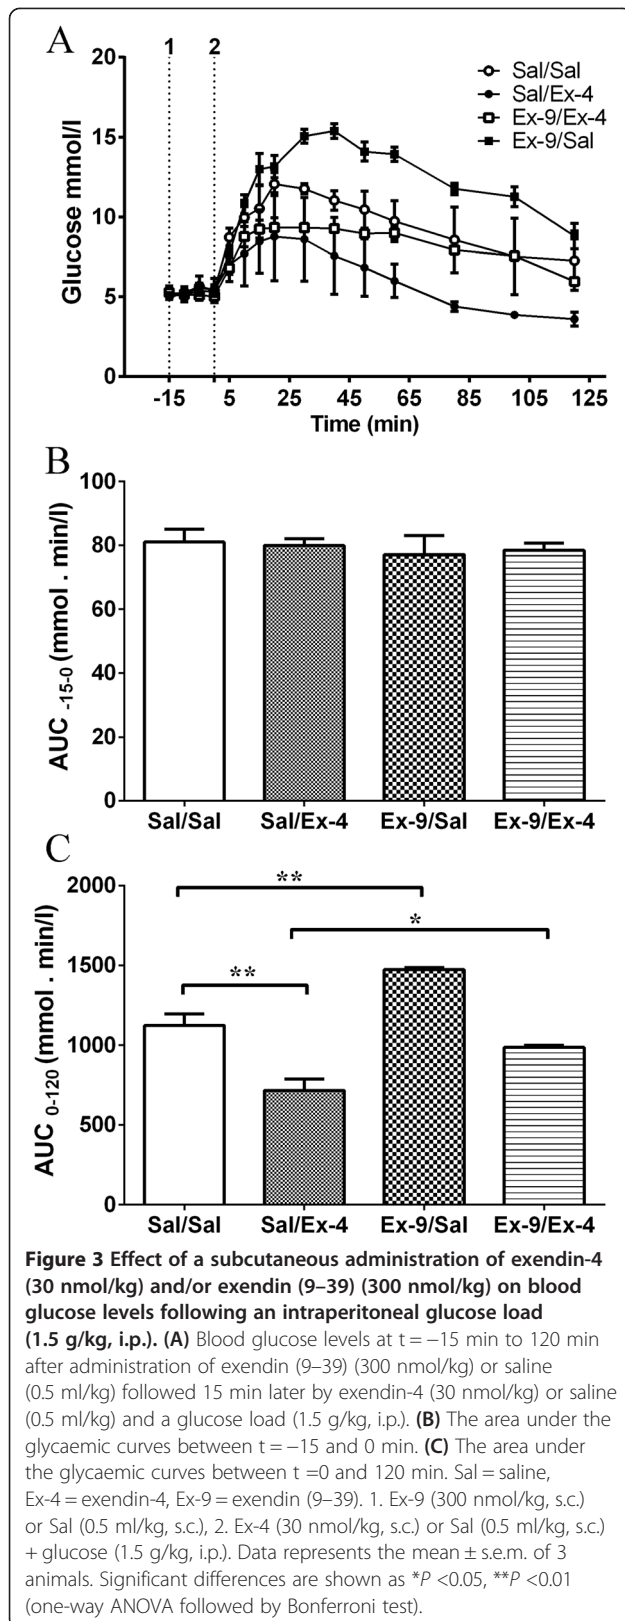 A
1 2
20
15
10
5
0
Glucose mmol/l
Sal/Sal
Sal/Ex-4
Ex-9/Ex-4
Ex-9/Sal
-15 5 25 45 65 85 105 125
Time (min)
B
100
80
60
40
20
0
AUC -15-0 (mmol . min/l)
Sal/Sal Sal/Ex-4 Ex-9/Sal Ex-9/Ex-4
C
2000
1500
1000
500
0
AUC 0-120 (mmol . min/l)
**
*
**
Sal/Sal Sal/Ex-4 Ex-9/Sal Ex-9/Ex-4
Figure 3 Effect of a subcutaneous administration of exendin-4
(30 nmol/kg) and/or exendin (9–39) (300 nmol/kg) on blood
glucose levels following an intraperitoneal glucose load
(1.5 g/kg, i.p.). (A) Blood glucose levels at t = −15 min to 120 min
after administration of exendin (9–39) (300 nmol/kg) or saline
(0.5 ml/kg) followed 15 min later by exendin-4 (30 nmol/kg) or saline
(0.5 ml/kg) and a glucose load (1.5 g/kg, i.p.). (B) The area under the
glycaemic curves between t = −15 and 0 min. (C) The area under
the glycaemic curves between t =0 and 120 min. Sal = saline,
Ex-4 = exendin-4, Ex-9 = exendin (9–39). 1. Ex-9 (300 nmol/kg, s.c.)
or Sal (0.5 ml/kg, s.c.), 2. Ex-4 (30 nmol/kg, s.c.) or Sal (0.5 ml/kg, s.c.)
+ glucose (1.5 g/kg, i.p.). Data represents the mean ± s.e.m. of 3
animals. Significant differences are shown as *P <0.05, **P <0.01
(one-way ANOVA followed by Bonferroni test).